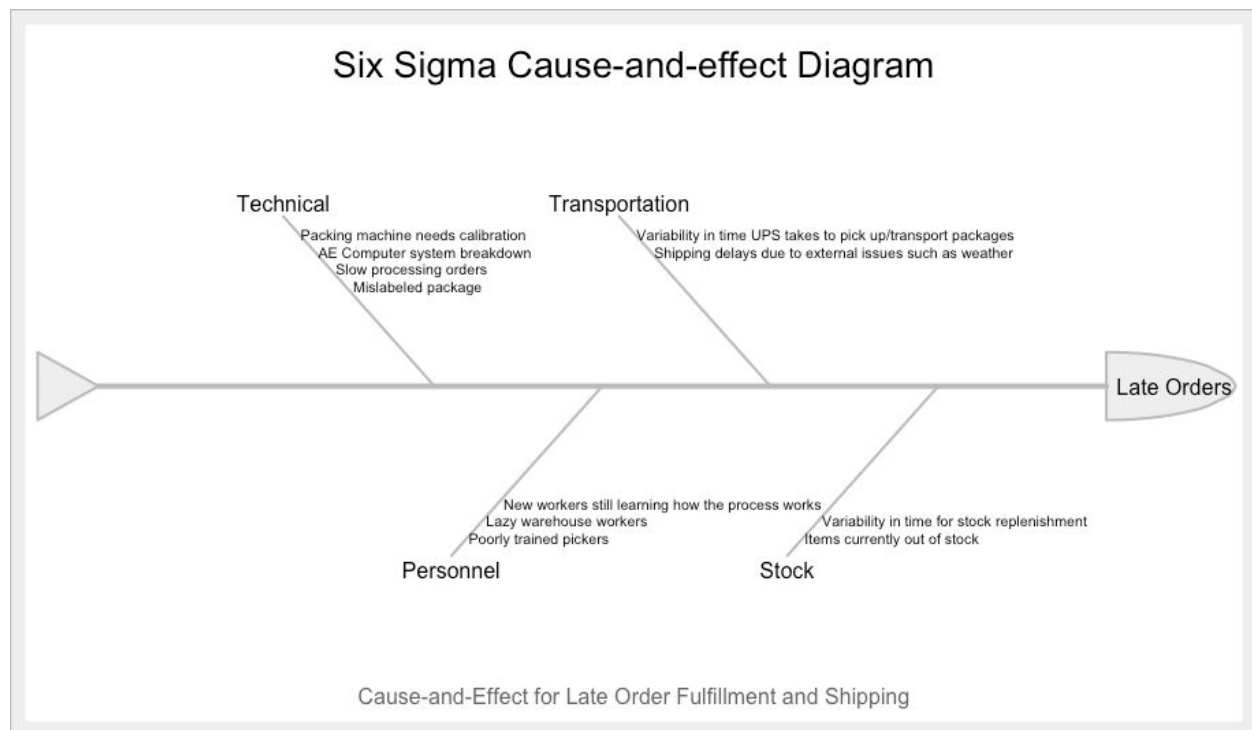 Six Sigma Cause-and-effect Diagram
Technical
Packing machine needs calibration
AE Computer system breakdown
Slow processing orders
Mislabeled package
Transportation
Variability in time UPS takes to pick up/transport packages
Shipping delays due to external issues such as weather
Late Orders
New workers still learning how the process works
Lazy warehouse workers
Poorly trained pickers
Personnel
Variability in time for stock replenishment
Items currently out of stock
Stock
Cause-and-Effect for Late Order Fulfillment and Shipping